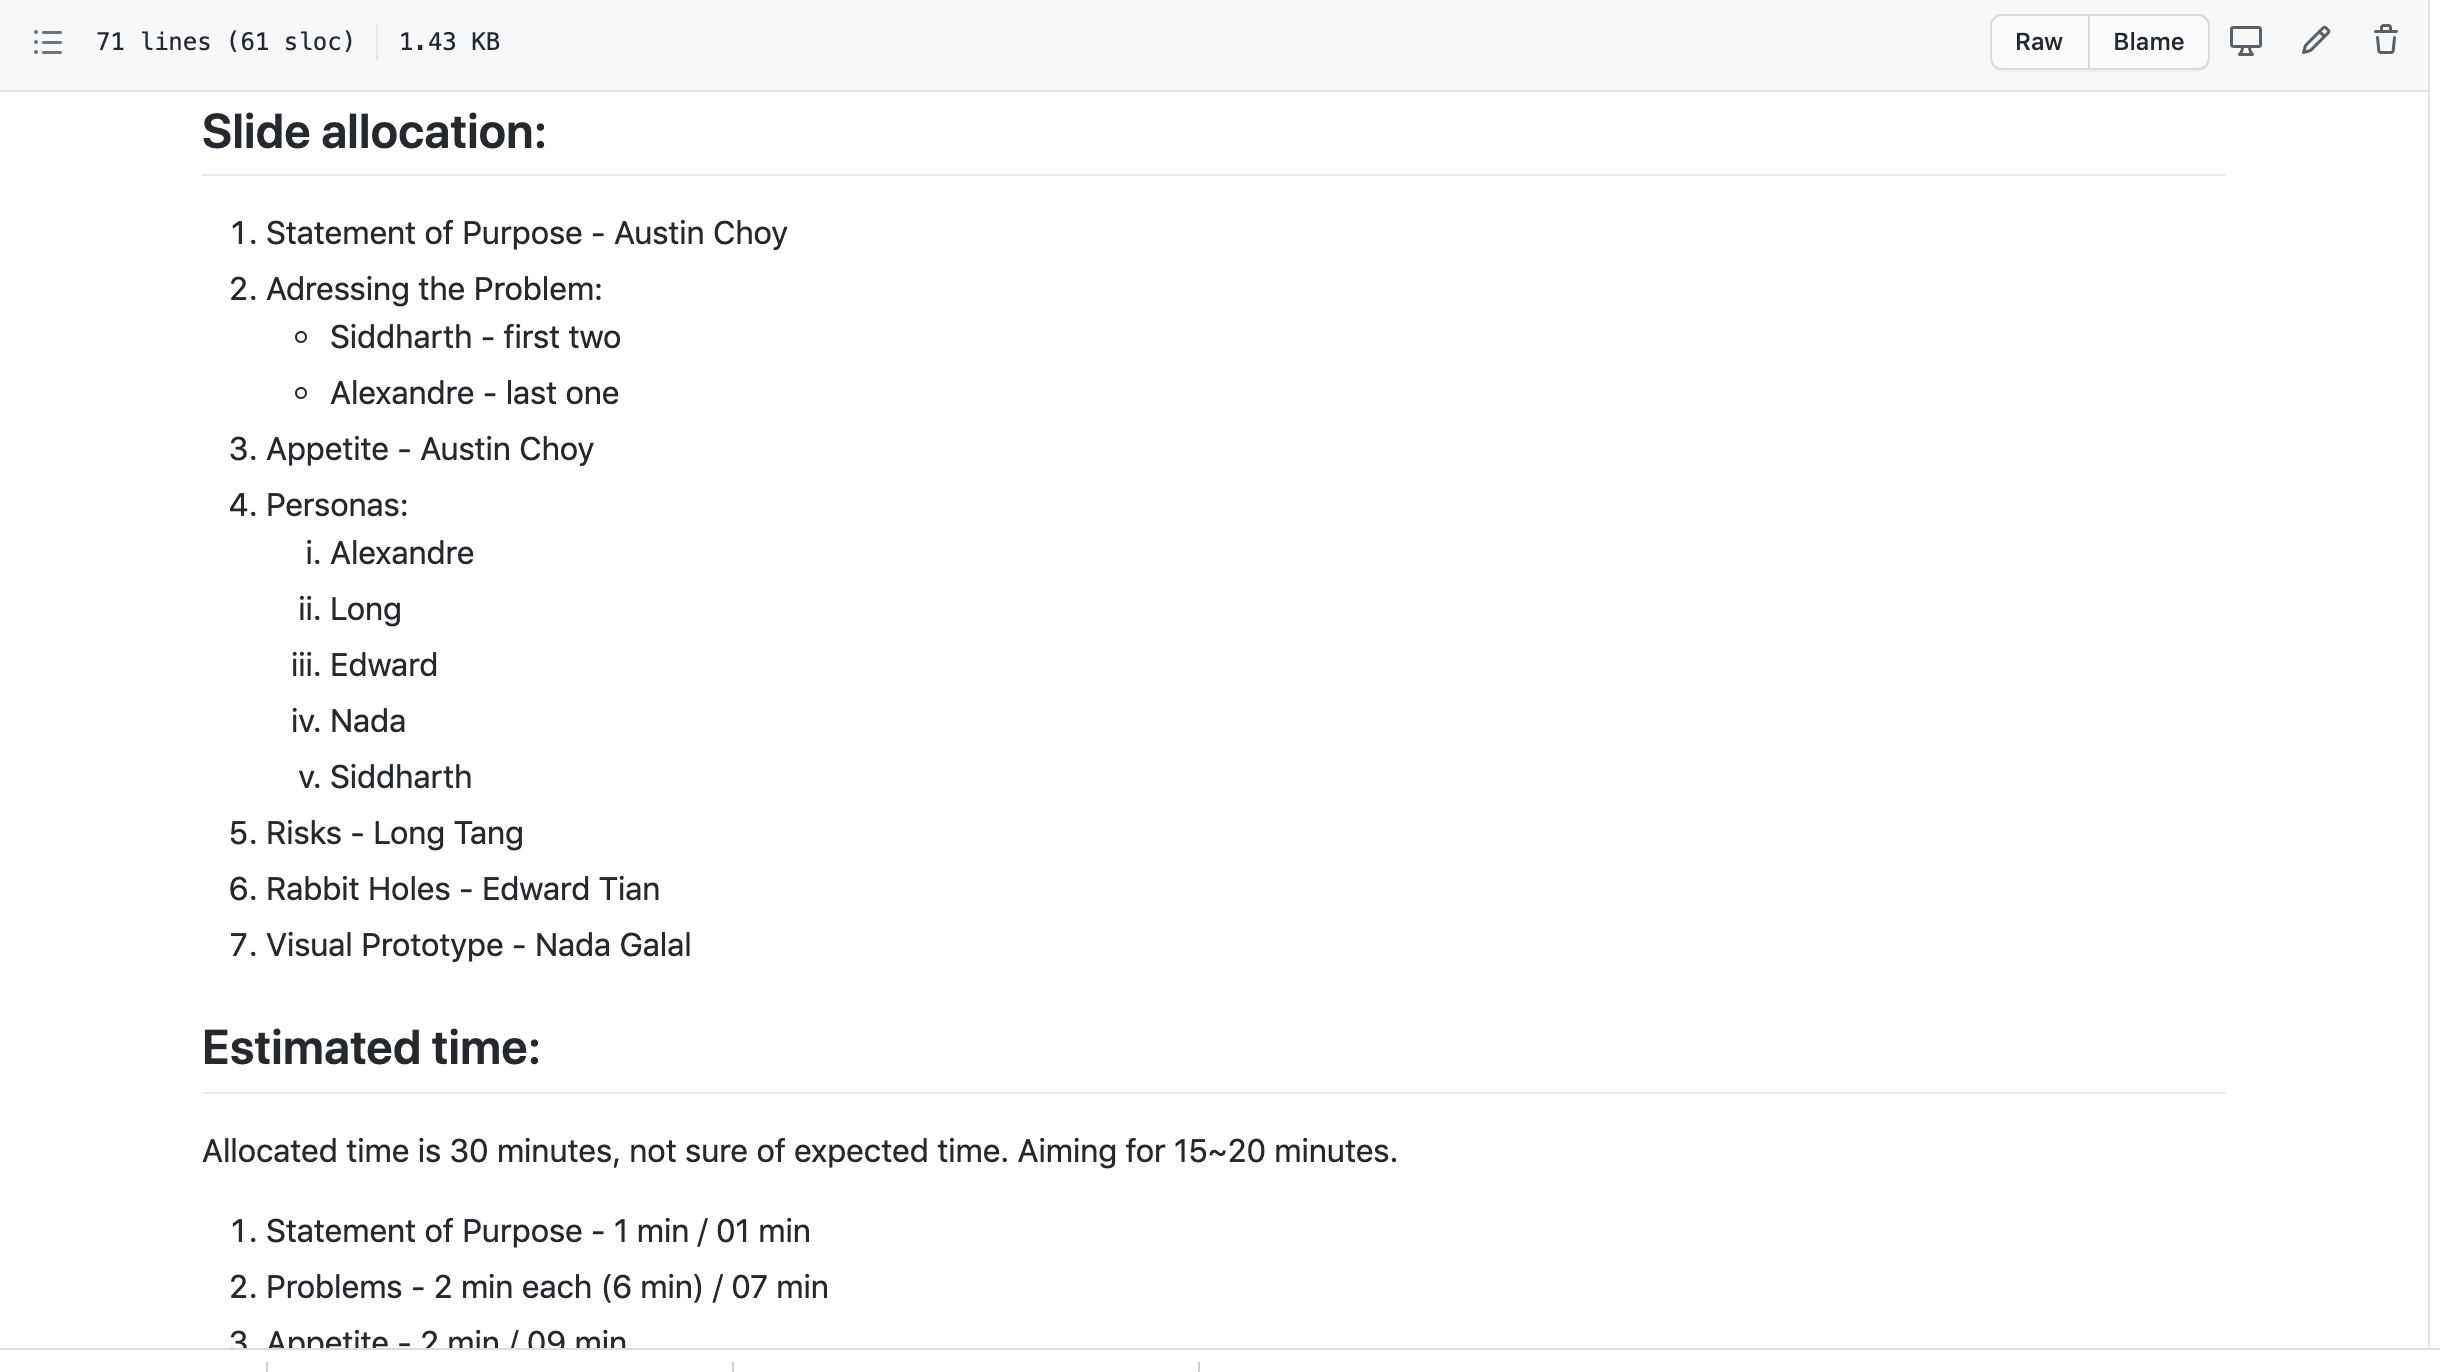 71 lines (61 sloc) 1.43 KB Raw Blame
Slide allocation:
1. Statement of Purpose - Austin Choy
2. Adressing the Problem:
Siddharth - first two
Alexandre - last one
3. Appetite - Austin Choy
4. Personas:
i. Alexandre
ii. Long
iii. Edward
iv. Nada
v. Siddharth
5. Risks - Long Tang
6. Rabbit Holes - Edward Tian
7. Visual Prototype - Nada Galal
Estimated time:
Allocated time is 30 minutes, not sure of expected time. Aiming for 15~20 minutes.
1. Statement of Purpose - 1 min / 01 min
2. Problems - 2 min each (6 min) / 07 min
3. Appetite - 2 min / 09 min